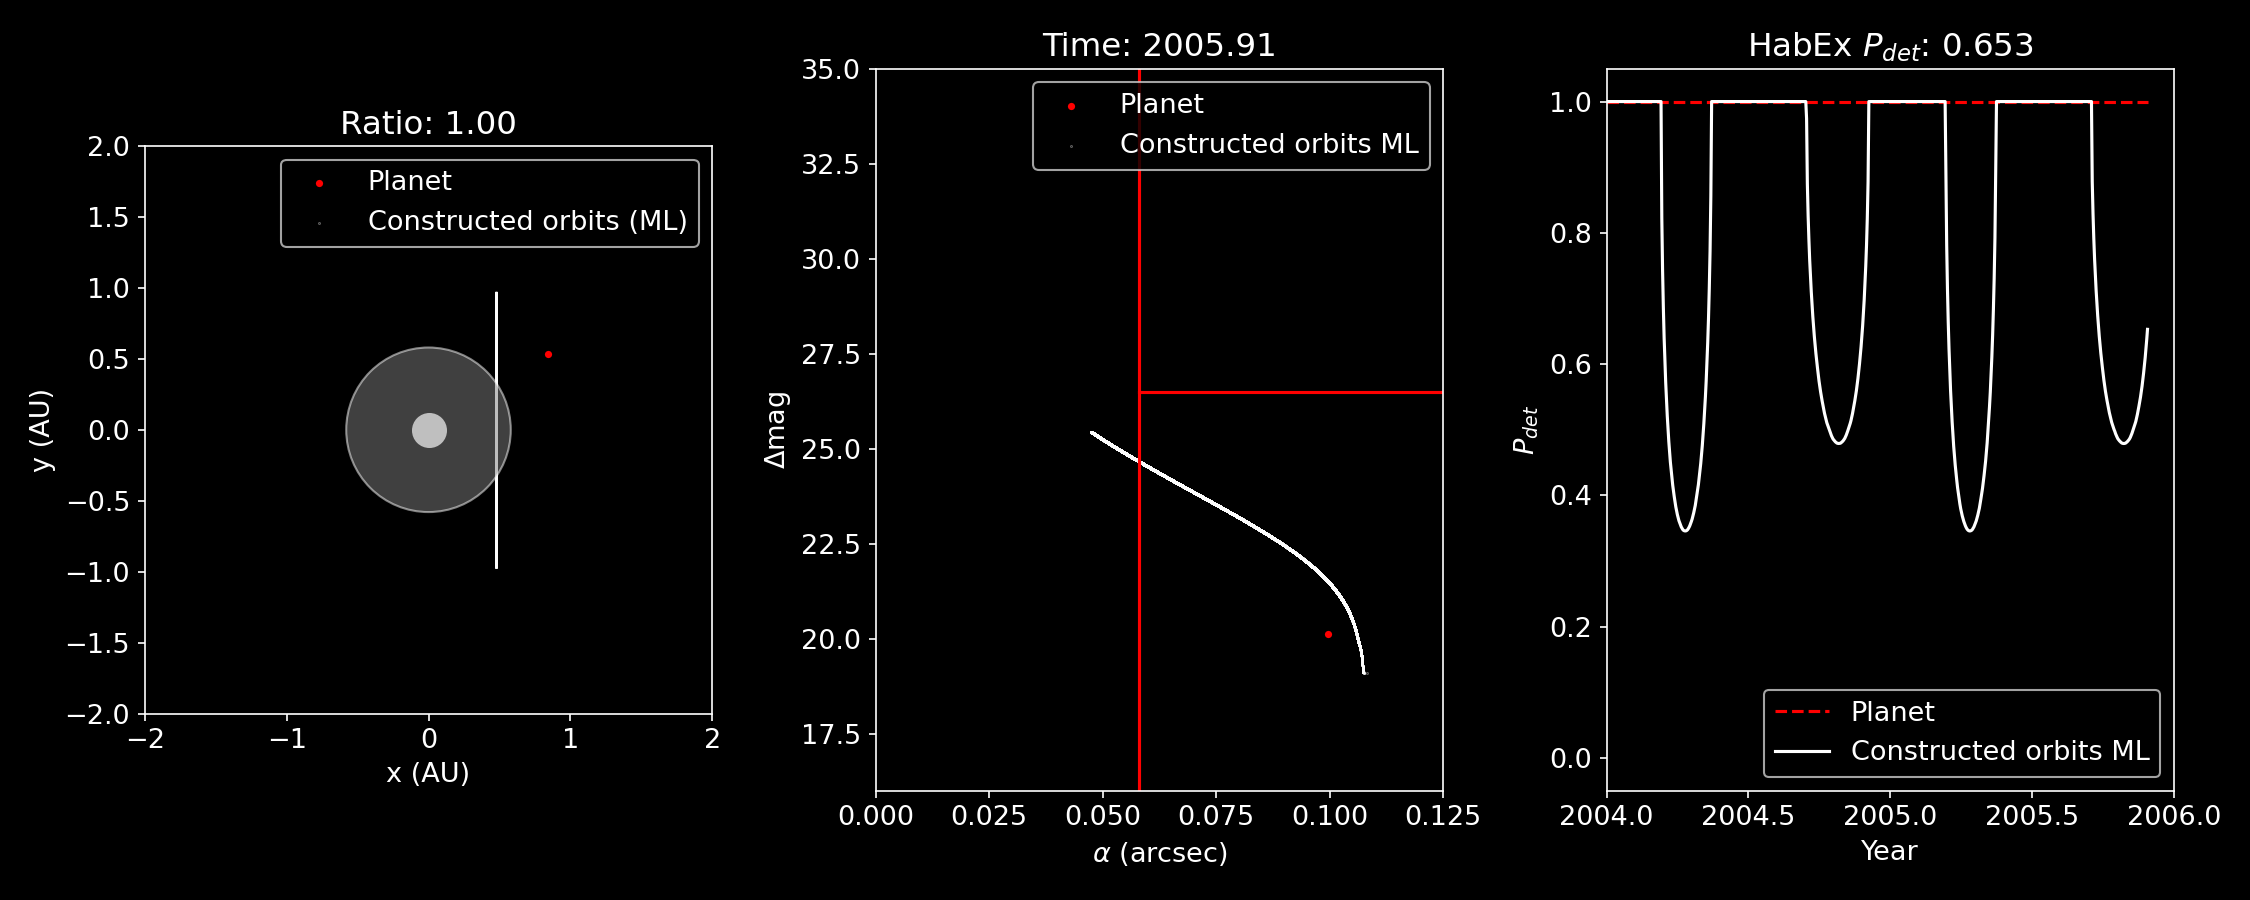 Ratio: 1.00
2.0
1.5
1.0
0.5
0.0
−0.5
−1.0
−1.5
−2.0
y (AU)
Planet
Constructed orbits (ML)
−2
−1
0
1
2
x (AU)
Time: 2005.91
35.0
32.5
30.0
27.5
25.0
22.5
20.0
17.5
Δmag
Planet
Constructed orbits ML
0.000
0.025
0.050
0.075
0.100
0.125
α (arcsec)
HabEx P_det: 0.653
1.0
0.8
0.6
0.4
0.2
0.0
P_det
Planet
Constructed orbits ML
2004.0
2004.5
2005.0
2005.5
2006.0
Year